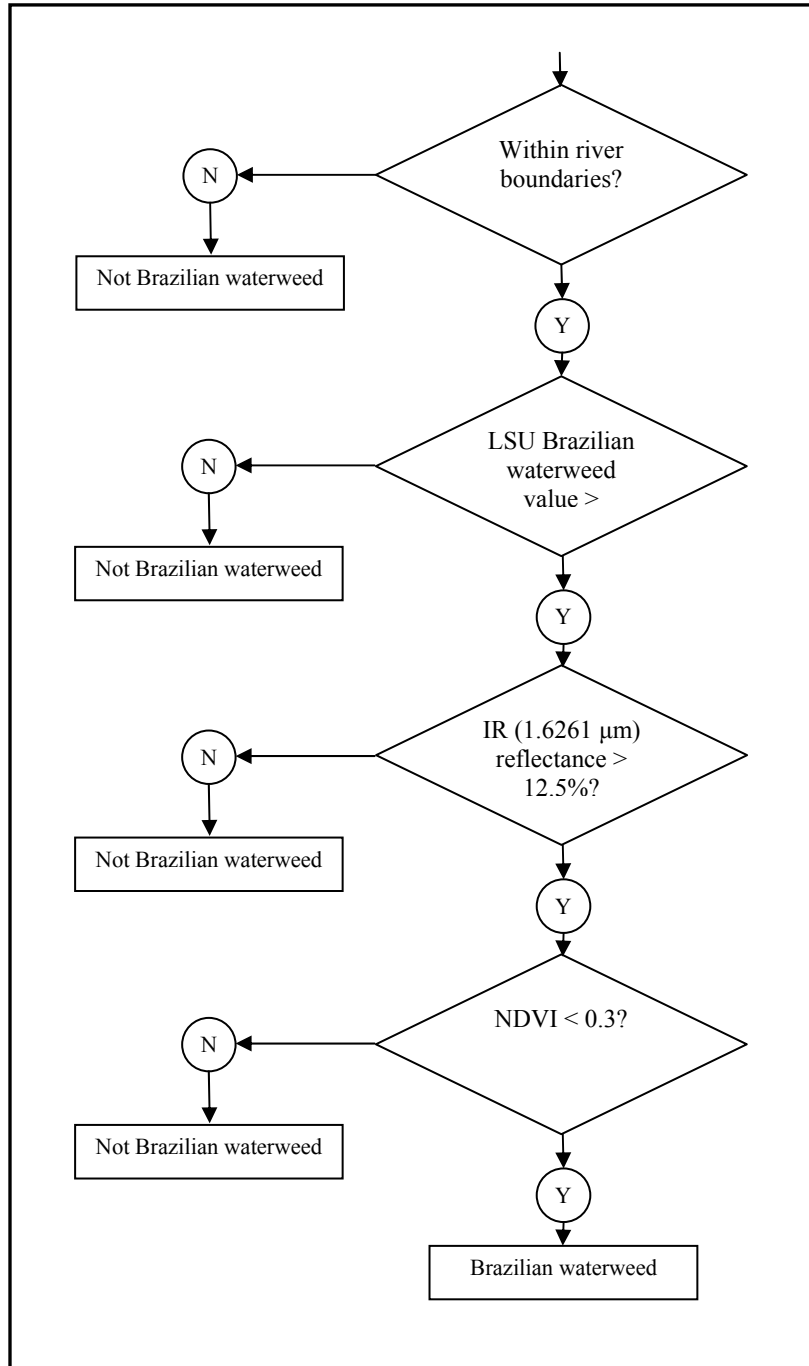 Within river
boundaries?
N
Not Brazilian waterweed
Y
LSU Brazilian
waterweed
value >
N
Not Brazilian waterweed
Y
IR (1.6261 μm)
reflectance >
12.5%?
N
Not Brazilian waterweed
Y
NDVI < 0.3?
N
Not Brazilian waterweed
Y
Brazilian waterweed